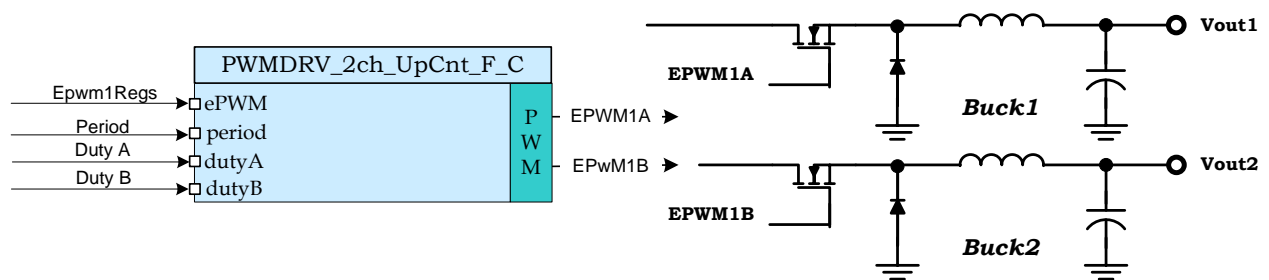 PWMDRV_2ch_UpCnt_F_C
Epwm1Regs
Period
Duty A
Duty B
ePWM
period
dutyA
dutyB
P
W
M
EPWM1A
EPwM1B
EPWM1A
Buck1
Vout1
EPWM1B
Buck2
Vout2